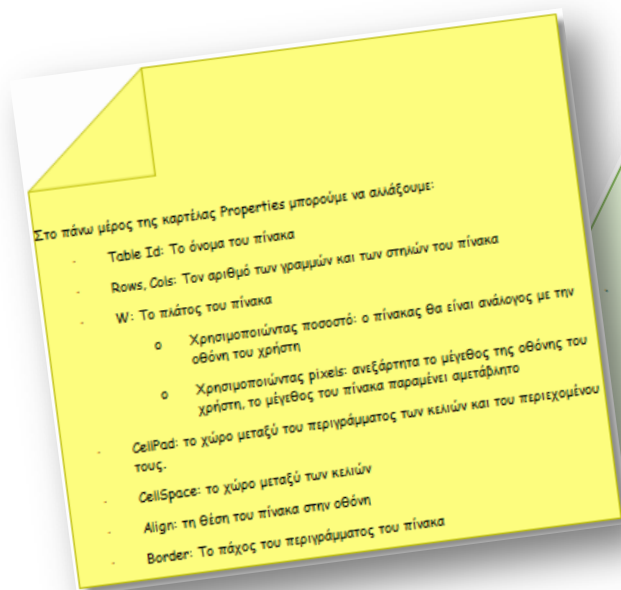 Στο πάνω μέρος της καρτέλας Properties μπορούμε να αλλάξουμε:
- Table Id: Το όνομα του πίνακα
- Rows, Cols: Τον αριθμό των γραμμών και των στηλών του πίνακα
- W: Το πλάτος του πίνακα
o Χρησιμοποιώντας ποσοστό: ο πίνακας θα είναι ανάλογος με την
οθόνη του χρήστη
o Χρησιμοποιώντας pixels: ανεξάρτητα το μέγεθος της οθόνης του
χρήστη, το μέγεθος του πίνακα παραμένει αμετάβλητο
- CellPad: το χώρο μεταξύ του περιγράμματος των κελιών και του περιεχομένου
τους.
- CellSpace: το χώρο μεταξύ των κελιών
- Align: τη θέση του πίνακα στην οθόνη
- Border: Το πάχος του περιγράμματος του πίνακα